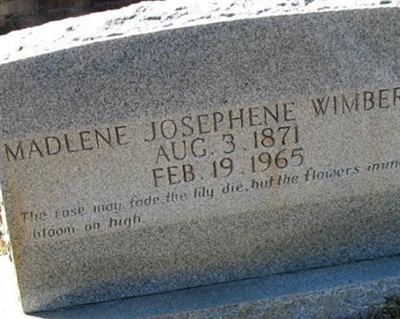 MADLENE JOSEPHENE WIMBER
AUG. 3. 1871
FEB. 19. 1965
The rose may fade, the lily die, but the flowers imm
bloom on high.